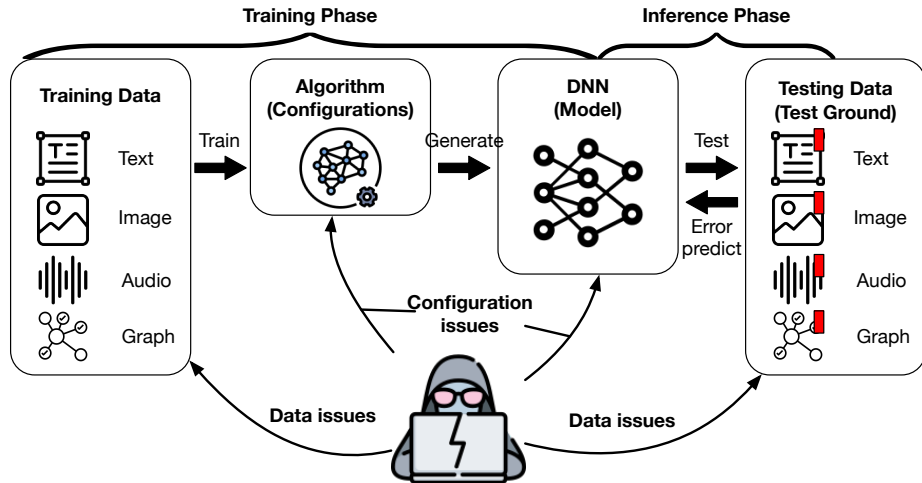 Training Phase
Inference Phase
Training Data
Text
Image
Audio
Graph
Train
Algorithm
(Configurations)
Generate
DNN
(Model)
Test
Error
predict
Testing Data
(Test Ground)
Text
Image
Audio
Graph
Configuration
issues
Data issues
Data issues